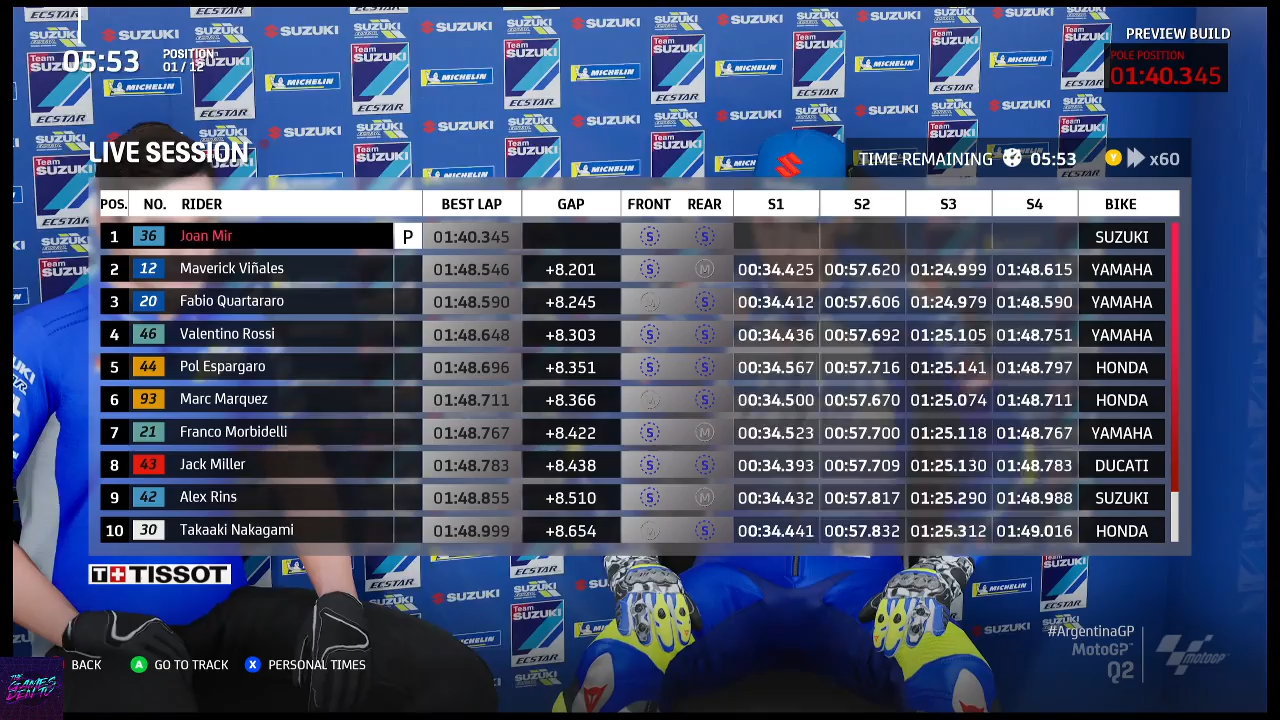 05:53
POSITION
01 / 12
PREVIEW BUILD
POLE POSITION
01:40.345
LIVE SESSION
TIME REMAINING 05:53 Y x60
POS. NO. RIDER BEST LAP GAP FRONT REAR S1 S2 S3 S4 BIKE
1 36 Joan Mir P 01:40.345 S S SUZUKI
2 12 Maverick Viñales 01:48.546 +8.201 S M 00:34.425 00:57.620 01:24.999 01:48.615 YAMAHA
3 20 Fabio Quartararo 01:48.590 +8.245 M S 00:34.412 00:57.606 01:24.979 01:48.590 YAMAHA
4 46 Valentino Rossi 01:48.648 +8.303 S S 00:34.436 00:57.692 01:25.105 01:48.751 YAMAHA
5 44 Pol Espargaro 01:48.696 +8.351 S S 00:34.567 00:57.716 01:25.141 01:48.797 HONDA
6 93 Marc Marquez 01:48.711 +8.366 M S 00:34.500 00:57.670 01:25.074 01:48.711 HONDA
7 21 Franco Morbidelli 01:48.767 +8.422 S M 00:34.523 00:57.700 01:25.118 01:48.767 YAMAHA
8 43 Jack Miller 01:48.783 +8.438 S S 00:34.393 00:57.709 01:25.130 01:48.783 DUCATI
9 42 Alex Rins 01:48.855 +8.510 S M 00:34.432 00:57.817 01:25.290 01:48.988 SUZUKI
10 30 Takaaki Nakagami 01:48.999 +8.654 M S 00:34.441 00:57.832 01:25.312 01:49.016 HONDA
TISSOT
#ArgentinaGP
MotoGP™
Q2
MotoGP
BACK A GO TO TRACK X PERSONAL TIMES
THE GAMES DEN TV
Team SUZUKI ECSTAR
SUZUKI
MICHELIN